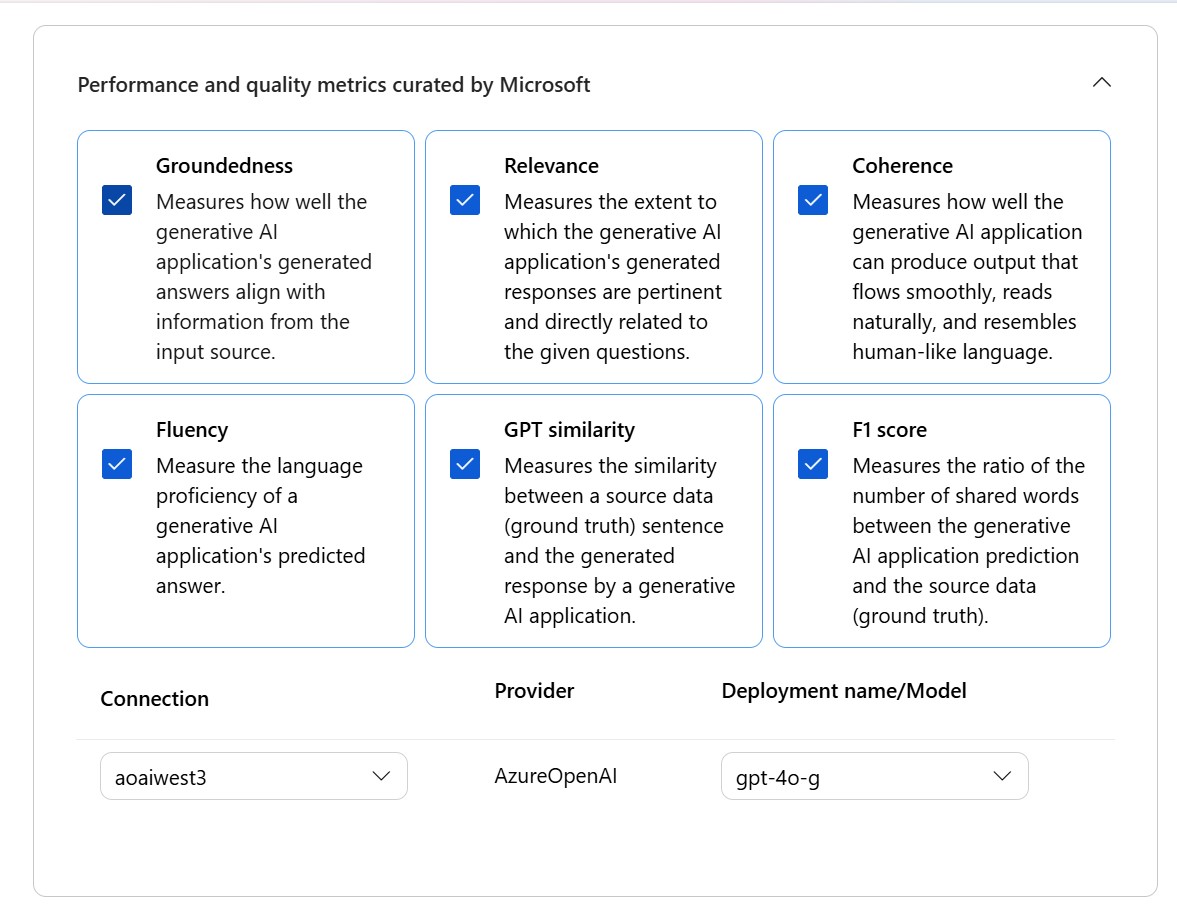 Performance and quality metrics curated by Microsoft
Groundedness
Measures how well the
generative AI
application's generated
answers align with
information from the
input source.
Relevance
Measures the extent to
which the generative AI
application's generated
responses are pertinent
and directly related to
the given questions.
Coherence
Measures how well the
generative AI application
can produce output that
flows smoothly, reads
naturally, and resembles
human-like language.
Fluency
Measure the language
proficiency of a
generative AI
application's predicted
answer.
GPT similarity
Measures the similarity
between a source data
(ground truth) sentence
and the generated
response by a generative
AI application.
F1 score
Measures the ratio of the
number of shared words
between the generative
AI application prediction
and the source data
(ground truth).
Connection
Provider
Deployment name/Model
aoaiwest3
AzureOpenAI
gpt-4o-g